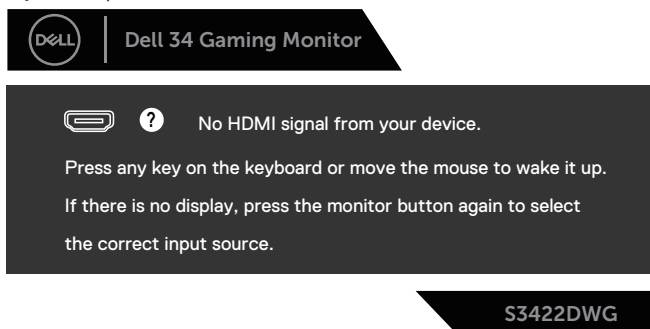 DELL
Dell 34 Gaming Monitor
? No HDMI signal from your device.
Press any key on the keyboard or move the mouse to wake it up.
If there is no display, press the monitor button again to select
the correct input source.
S3422DWG